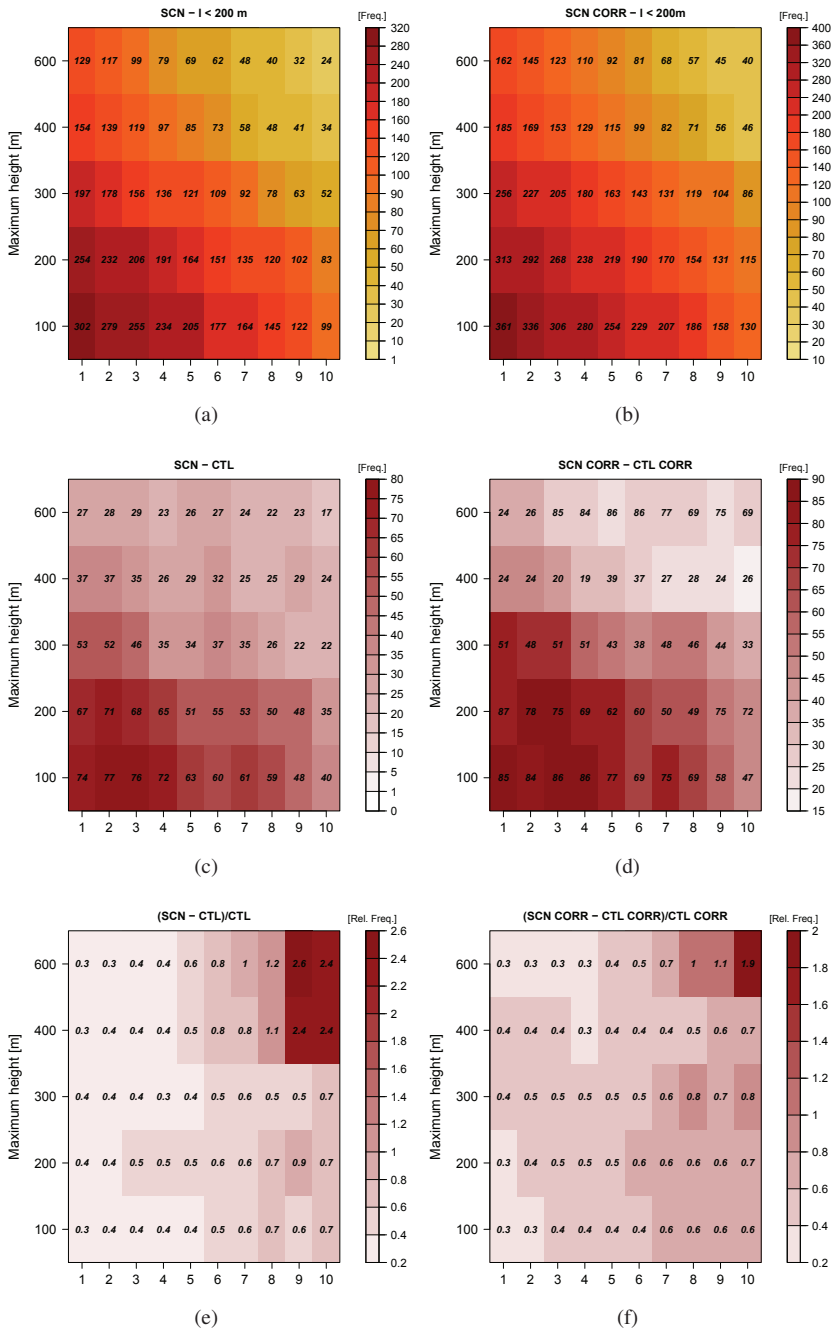 SCN − l < 200 m
[Freq.]
320
280
240
200
180
160
140
120
100
90
80
70
60
50
40
30
20
10
1
Maximum height [m]
600 129 117 99 79 69 62 48 40 32 24
400 154 139 119 97 85 73 58 48 41 34
300 197 178 156 136 121 109 92 78 63 52
200 254 232 206 191 164 151 135 120 102 83
100 302 279 255 234 205 177 164 145 122 99
1 2 3 4 5 6 7 8 9 10
(a)
SCN CORR − l < 200m
[Freq.]
400
360
320
280
240
200
180
160
140
120
100
90
80
70
60
50
40
30
20
10
Maximum height [m]
600 162 145 123 110 92 81 68 57 45 40
400 185 169 153 129 115 99 82 71 56 46
300 256 227 205 180 163 143 131 119 104 86
200 313 292 268 238 219 190 170 154 131 115
100 361 336 306 280 254 229 207 186 158 130
1 2 3 4 5 6 7 8 9 10
(b)
SCN − CTL
[Freq.]
80
75
70
65
60
55
50
45
40
35
30
25
20
15
10
5
1
0
Maximum height [m]
600 27 28 29 23 26 27 24 22 23 17
400 37 37 35 26 29 32 25 25 29 24
300 53 52 46 35 34 37 35 26 22 22
200 67 71 68 65 51 55 53 50 48 35
100 74 77 76 72 63 60 61 59 48 40
1 2 3 4 5 6 7 8 9 10
(c)
SCN CORR − CTL CORR
[Freq.]
90
85
80
75
70
65
60
55
50
45
40
35
30
25
20
15
Maximum height [m]
600 24 26 85 84 86 86 77 69 75 69
400 24 24 20 19 39 37 27 28 24 26
300 51 48 51 51 43 38 48 46 44 33
200 87 78 75 69 62 60 50 49 75 72
100 85 84 86 86 77 69 75 69 58 47
1 2 3 4 5 6 7 8 9 10
(d)
(SCN − CTL)/CTL
[Rel. Freq.]
2.6
2.4
2.2
2
1.8
1.6
1.4
1.2
1
0.8
0.6
0.4
0.2
Maximum height [m]
600 0.3 0.3 0.4 0.4 0.6 0.8 1 1.2 2.6 2.4
400 0.3 0.4 0.4 0.4 0.5 0.8 0.8 1.1 2.4 2.4
300 0.4 0.4 0.4 0.3 0.4 0.5 0.6 0.5 0.5 0.7
200 0.4 0.4 0.5 0.5 0.5 0.6 0.6 0.7 0.9 0.7
100 0.3 0.4 0.4 0.4 0.4 0.5 0.6 0.7 0.6 0.7
1 2 3 4 5 6 7 8 9 10
(e)
(SCN CORR − CTL CORR)/CTL CORR
[Rel. Freq.]
2
1.8
1.6
1.4
1.2
1
0.8
0.6
0.4
0.2
Maximum height [m]
600 0.3 0.3 0.3 0.3 0.4 0.5 0.7 1 1.1 1.9
400 0.4 0.4 0.4 0.3 0.4 0.4 0.4 0.5 0.6 0.7
300 0.4 0.5 0.5 0.5 0.5 0.5 0.6 0.8 0.7 0.8
200 0.3 0.4 0.5 0.5 0.5 0.6 0.6 0.6 0.6 0.7
100 0.3 0.3 0.4 0.4 0.4 0.5 0.6 0.6 0.6 0.6
1 2 3 4 5 6 7 8 9 10
(f)